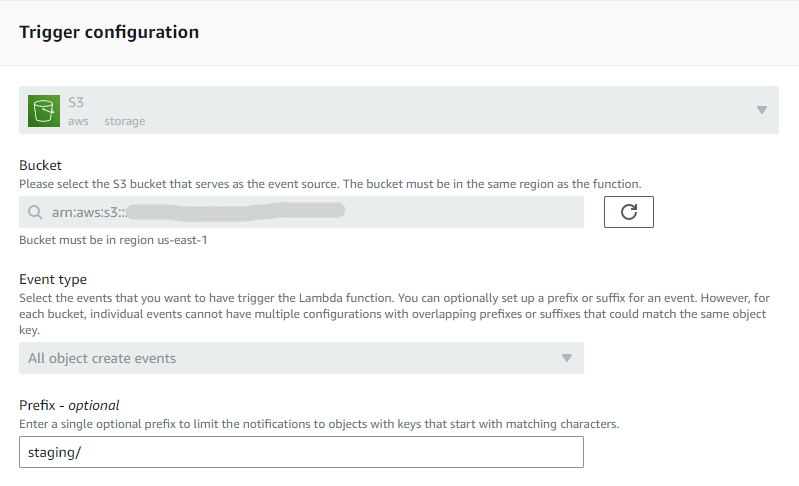 Trigger configuration
S3
aws storage
Bucket
Please select the S3 bucket that serves as the event source. The bucket must be in the same region as the function.
arn:aws:s3::
Bucket must be in region us-east-1
Event type
Select the events that you want to have trigger the Lambda function. You can optionally set up a prefix or suffix for an event. However, for
each bucket, individual events cannot have multiple configurations with overlapping prefixes or suffixes that could match the same object
key.
All object create events
Prefix - optional
Enter a single optional prefix to limit the notifications to objects with keys that start with matching characters.
staging/